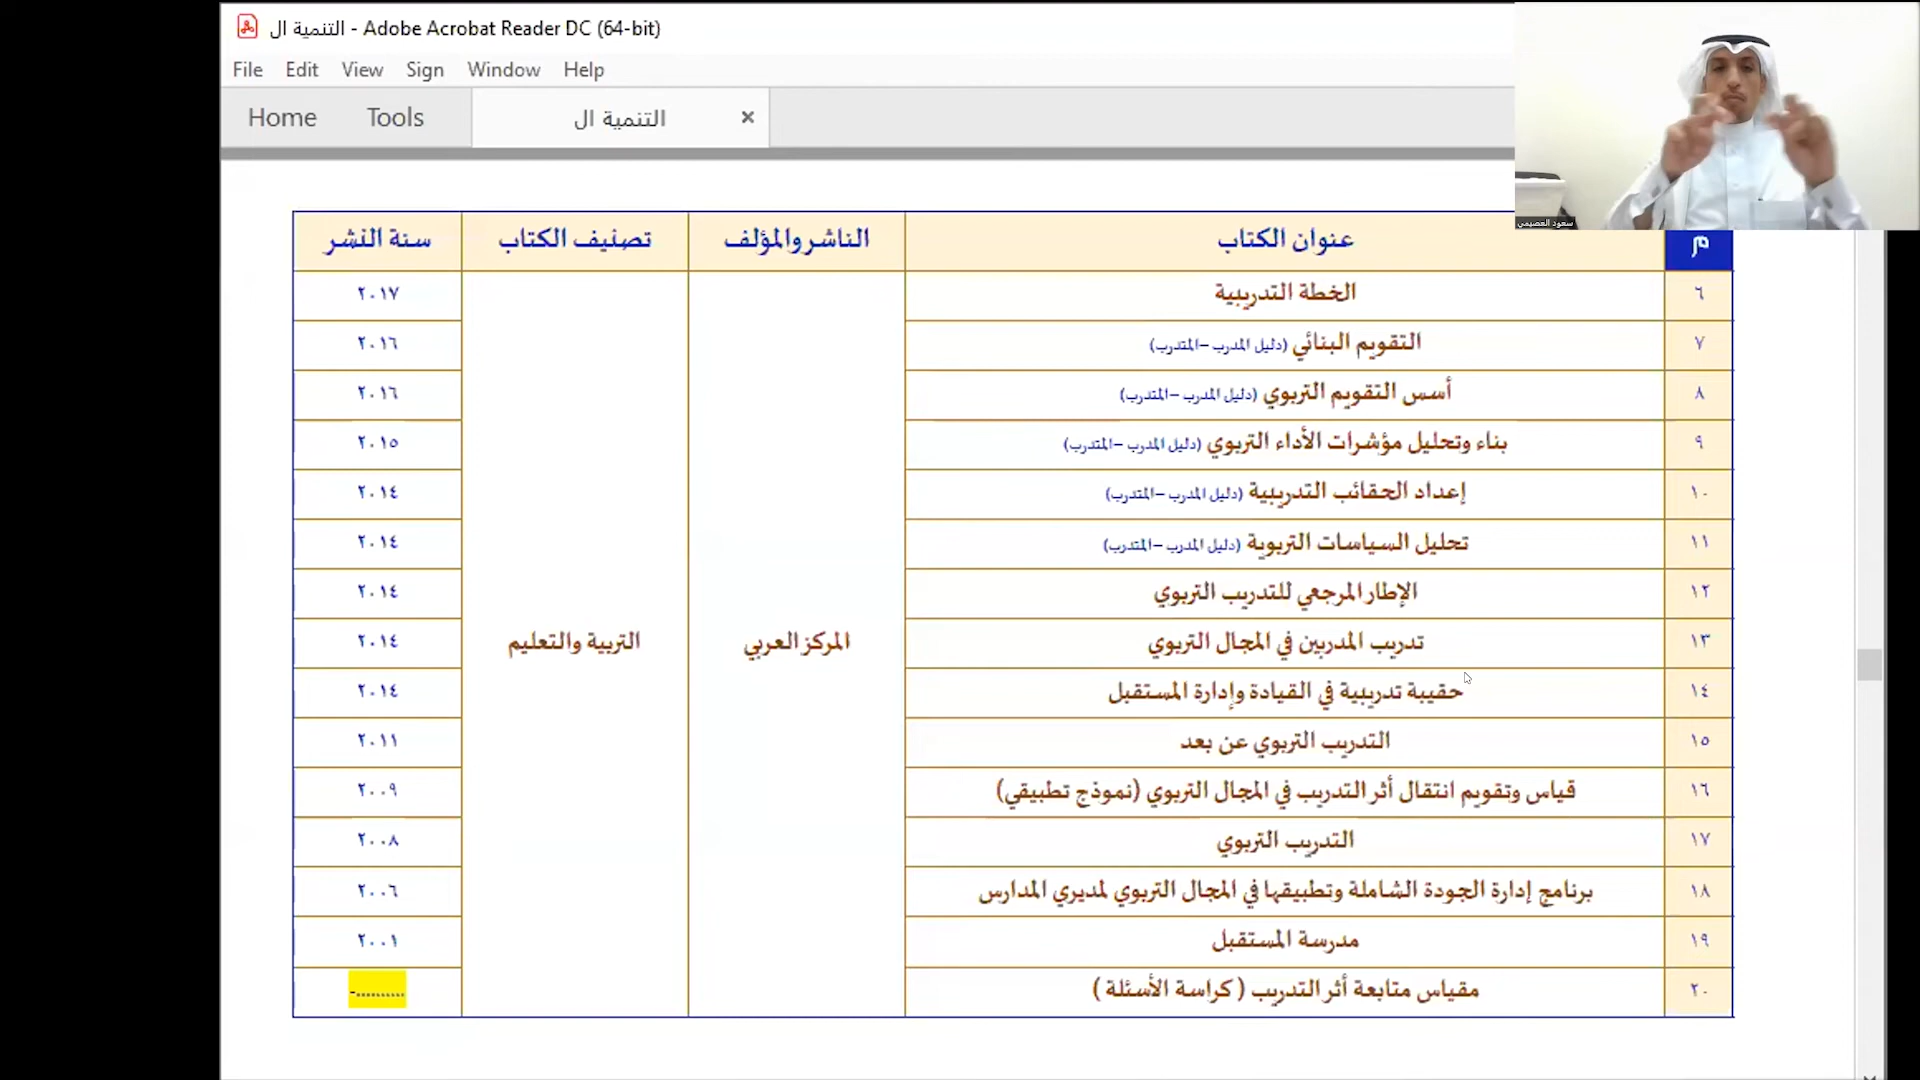 التنمية ال - Adobe Acrobat Reader DC (64-bit)
File Edit View Sign Window Help
Home Tools التنمية ال ×
سعود العصيمي
م عنوان الكتاب الناشر والمؤلف تصنيف الكتاب سنة النشر
٦ الخطة التدريبية ٢٠١٧
٧ التقويم البنائي (دليل المدرب –المتدرب) ٢٠١٦
٨ أسس التقويم التربوي (دليل المدرب –المتدرب) ٢٠١٦
٩ بناء وتحليل مؤشرات الأداء التربوي (دليل المدرب –المتدرب) ٢٠١٥
١٠ إعداد الحقائب التدريبية (دليل المدرب –المتدرب) ٢٠١٤
١١ تحليل السياسات التربوية (دليل المدرب –المتدرب) ٢٠١٤
١٢ الإطار المرجعي للتدريب التربوي ٢٠١٤
١٣ تدريب المدربين في المجال التربوي المركز العربي التربية والتعليم ٢٠١٤
١٤ حقيبة تدريبية في القيادة وإدارة المستقبل ٢٠١٤
١٥ التدريب التربوي عن بعد ٢٠١١
١٦ قياس وتقويم انتقال أثر التدريب في المجال التربوي (نموذج تطبيقي) ٢٠٠٩
١٧ التدريب التربوي ٢٠٠٨
١٨ برنامج إدارة الجودة الشاملة وتطبيقها في المجال التربوي لمديري المدارس ٢٠٠٦
١٩ مدرسة المستقبل ٢٠٠١
٢٠ مقياس متابعة أثر التدريب ( كراسة الأسئلة ) ..........-